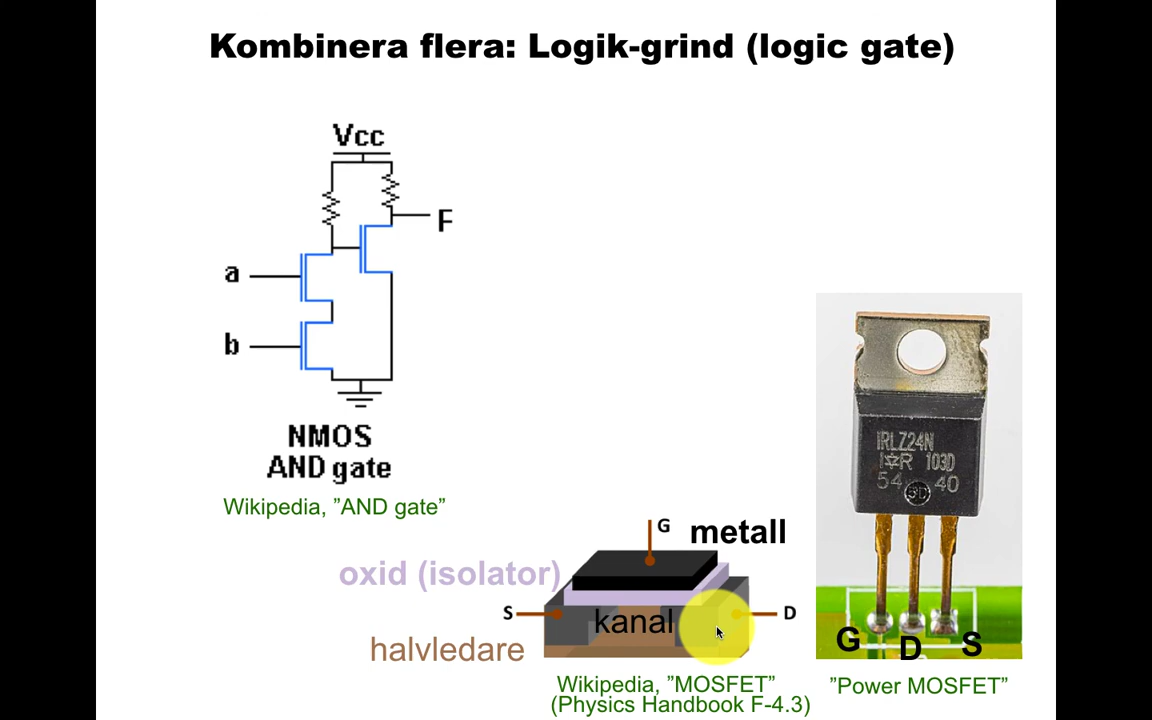 Kombinera flera: Logik-grind (logic gate)
Vcc
F
a
b
NMOS
AND gate
Wikipedia, ”AND gate”
G
metall
oxid (isolator)
S
kanal
D
halvledare
Wikipedia, ”MOSFET”
(Physics Handbook F-4.3)
IRLZ24N
I R 103D
54 40
G
D
S
”Power MOSFET”